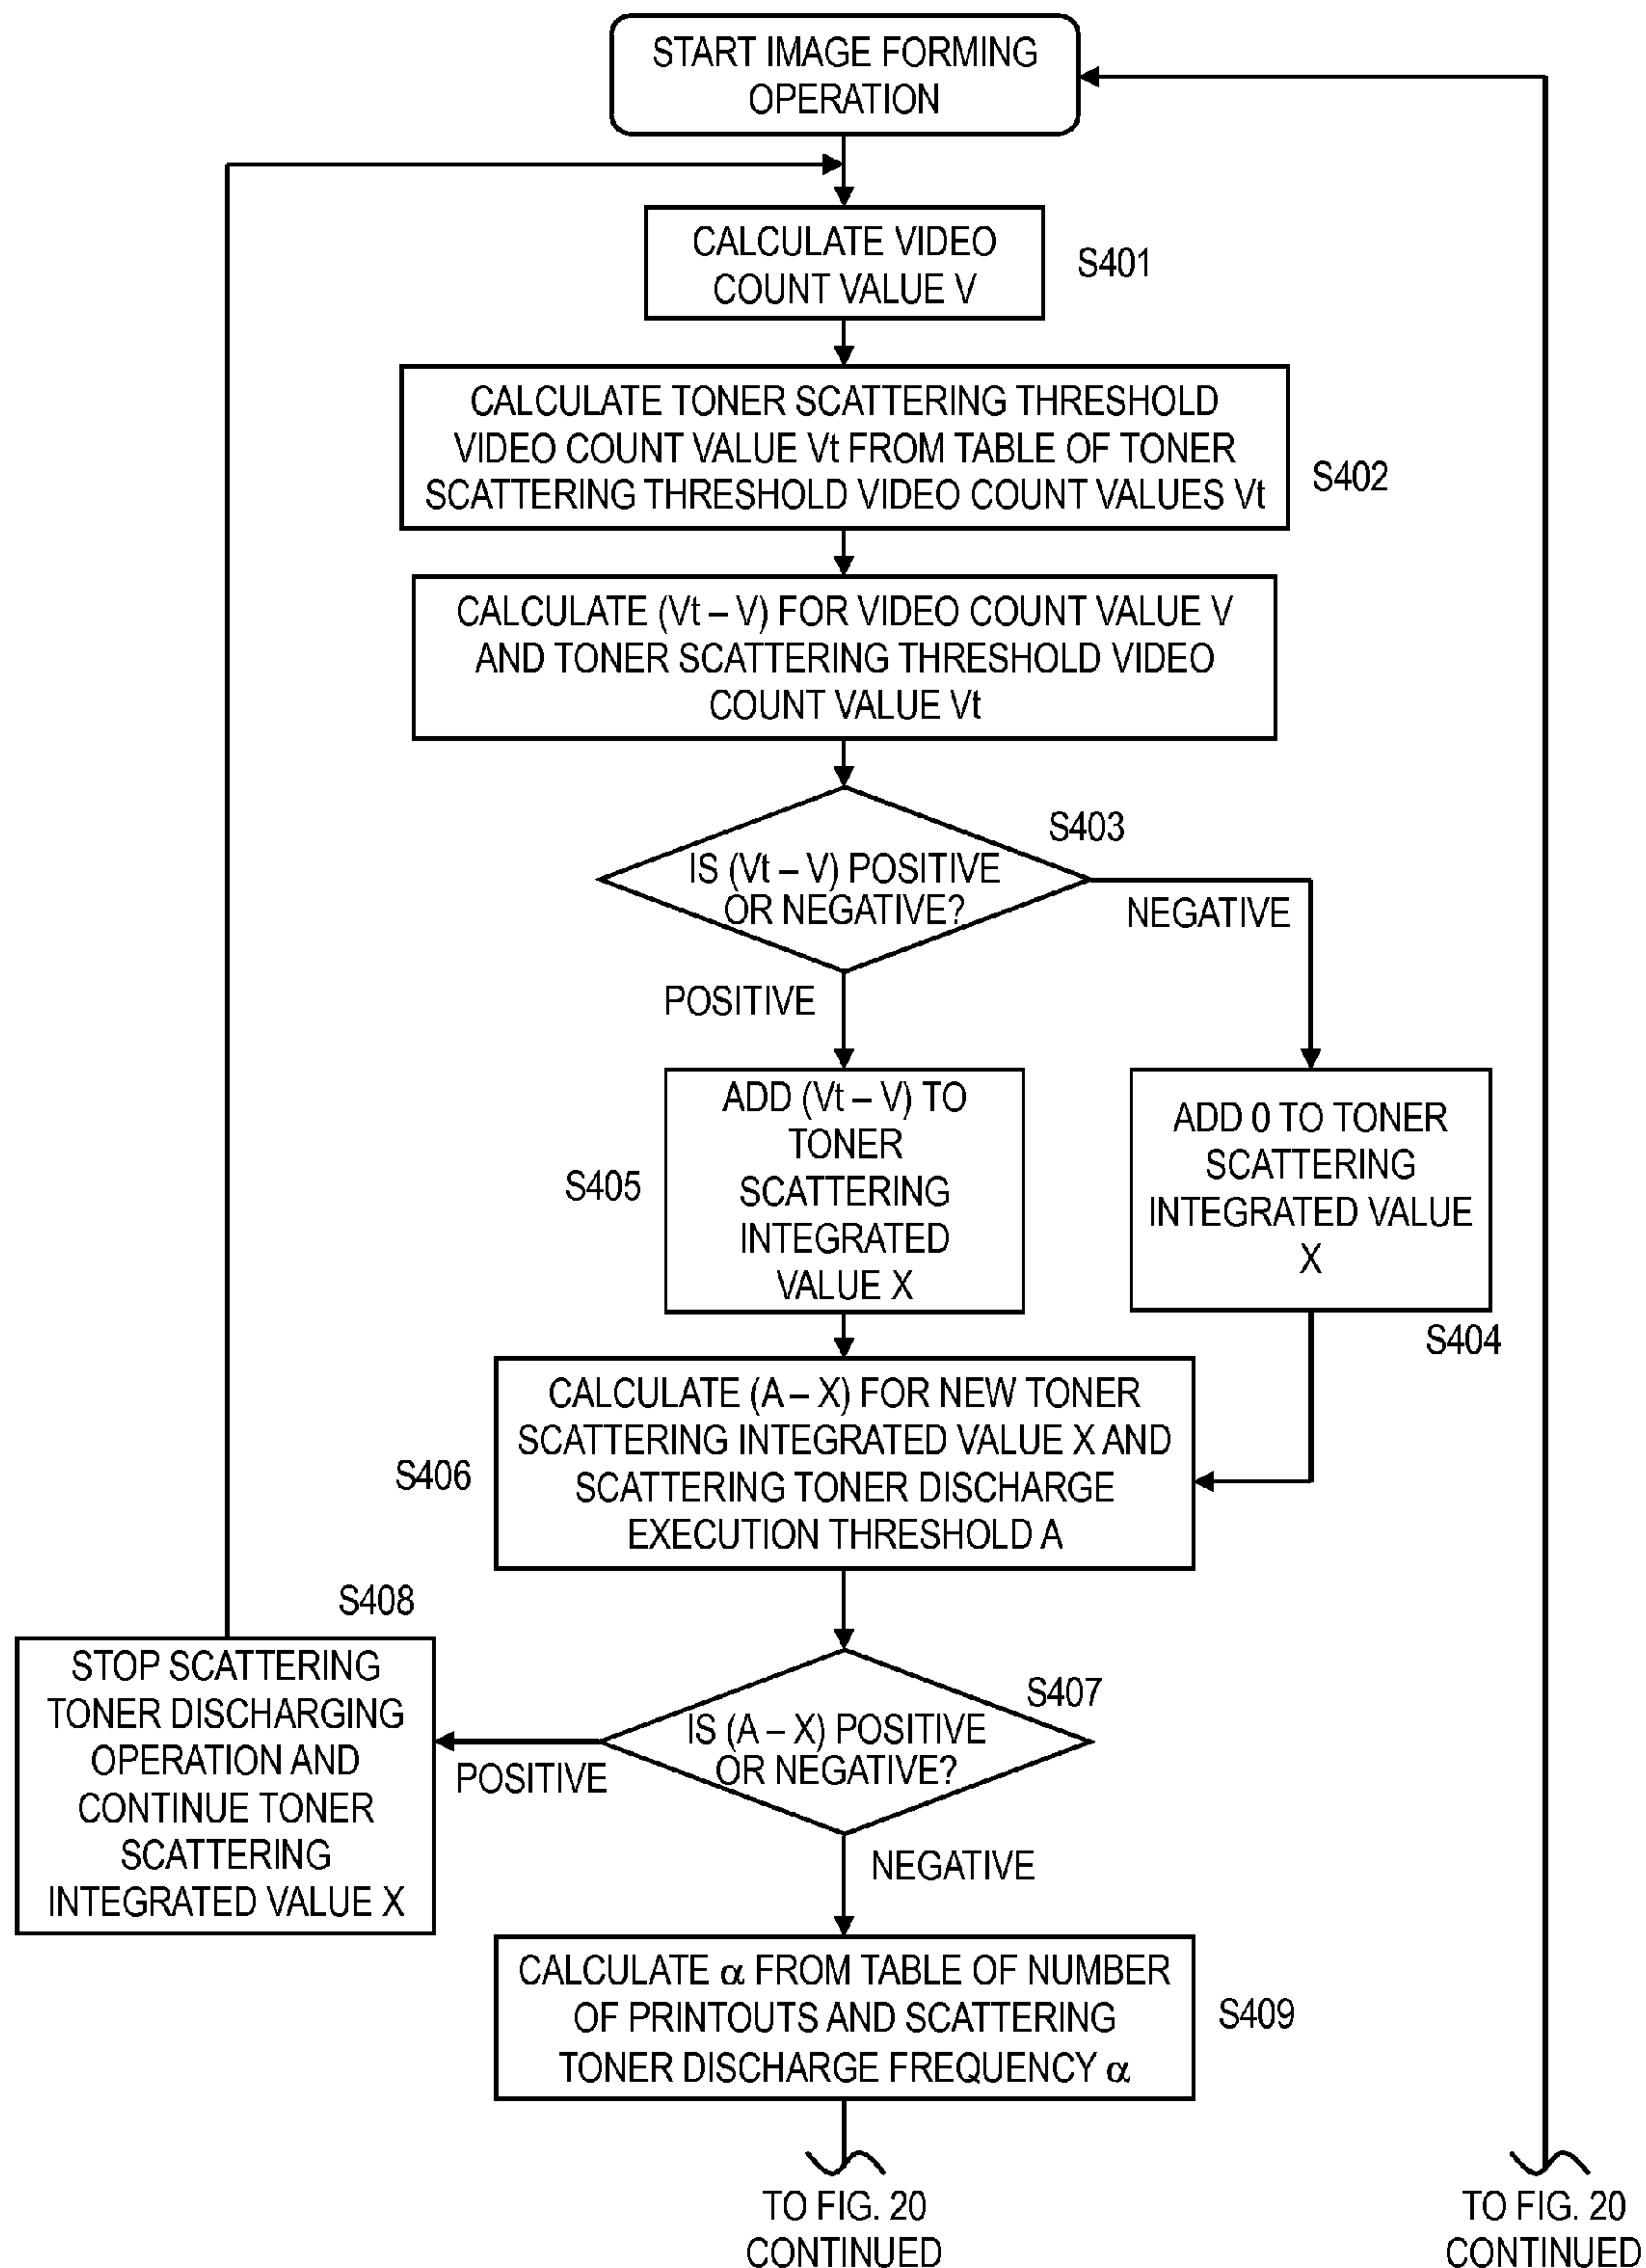 START IMAGE FORMING
OPERATION
CALCULATE VIDEO
COUNT VALUE V
S401
CALCULATE TONER SCATTERING THRESHOLD
VIDEO COUNT VALUE Vt FROM TABLE OF TONER
SCATTERING THRESHOLD VIDEO COUNT VALUES Vt
S402
CALCULATE (Vt – V) FOR VIDEO COUNT VALUE V
AND TONER SCATTERING THRESHOLD VIDEO
COUNT VALUE Vt
S403
IS (Vt – V) POSITIVE
OR NEGATIVE?
NEGATIVE
POSITIVE
ADD (Vt – V) TO
TONER
SCATTERING
INTEGRATED
VALUE X
S405
ADD 0 TO TONER
SCATTERING
INTEGRATED VALUE
X
S404
CALCULATE (A – X) FOR NEW TONER
SCATTERING INTEGRATED VALUE X AND
SCATTERING TONER DISCHARGE
EXECUTION THRESHOLD A
S406
S408
STOP SCATTERING
TONER DISCHARGING
OPERATION AND
CONTINUE TONER
SCATTERING
INTEGRATED VALUE X
S407
IS (A – X) POSITIVE
OR NEGATIVE?
POSITIVE
NEGATIVE
CALCULATE α FROM TABLE OF NUMBER
OF PRINTOUTS AND SCATTERING
TONER DISCHARGE FREQUENCY α
S409
TO FIG. 20
CONTINUED
TO FIG. 20
CONTINUED